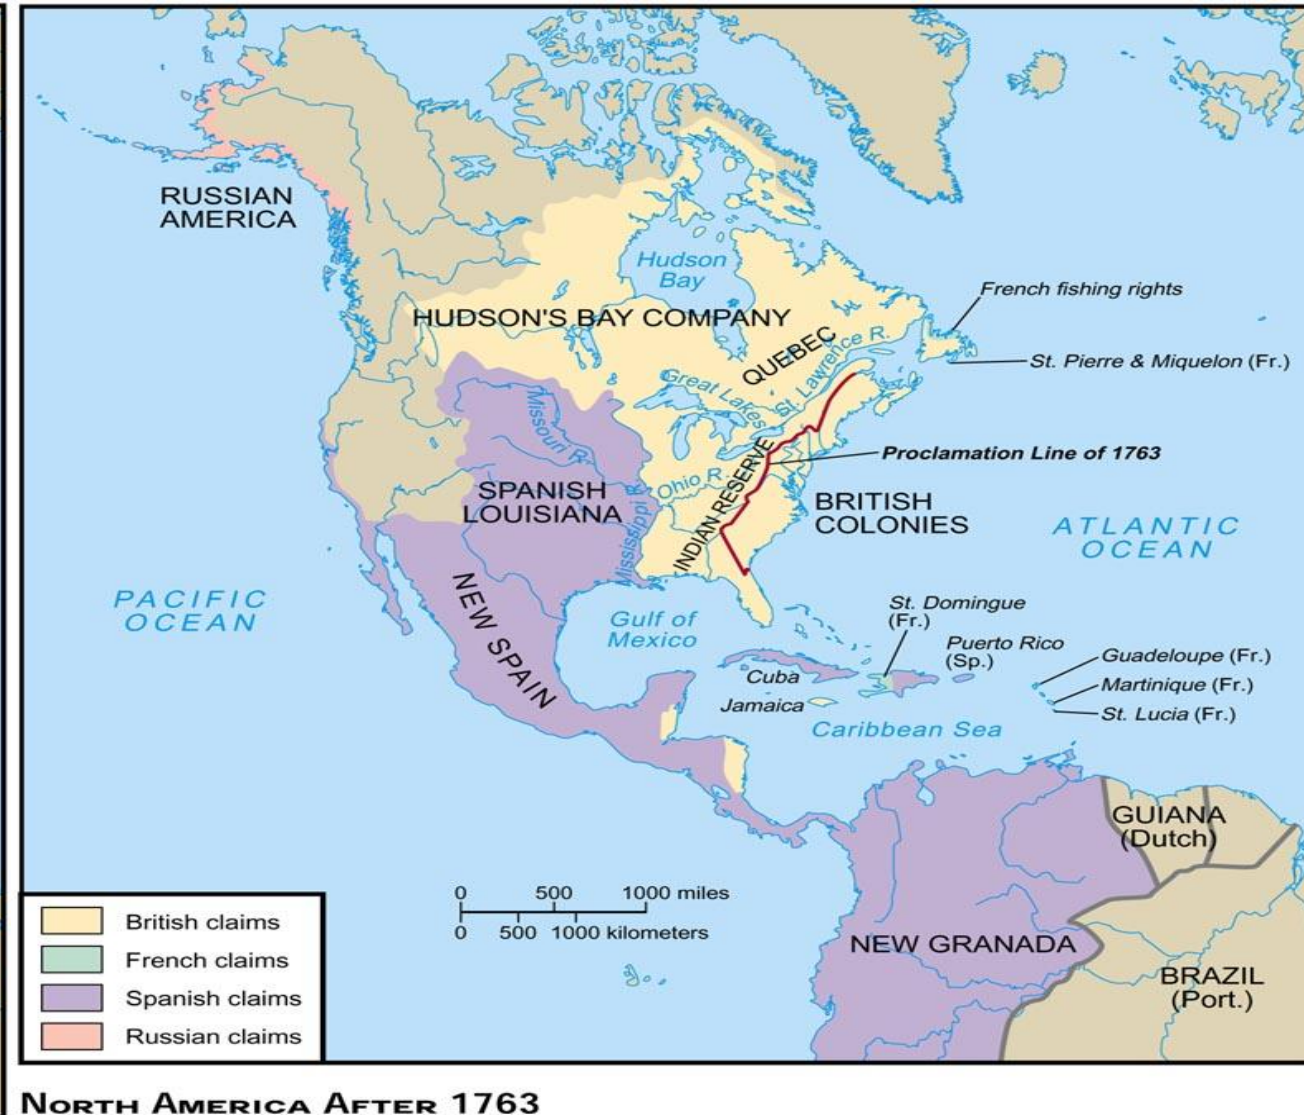 RUSSIAN
AMERICA
Hudson
Bay
HUDSON'S BAY COMPANY
QUEBEC
St. Lawrence R.
Great Lakes
French fishing rights
St. Pierre & Miquelon (Fr.)
Missouri R.
Proclamation Line of 1763
SPANISH
LOUISIANA
Mississippi R.
Ohio R.
INDIAN RESERVE
BRITISH
COLONIES
ATLANTIC
OCEAN
PACIFIC
OCEAN
NEW SPAIN
Gulf of
Mexico
St. Domingue
(Fr.)
Puerto Rico
(Sp.)
Cuba
Jamaica
Guadeloupe (Fr.)
Martinique (Fr.)
St. Lucia (Fr.)
Caribbean Sea
GUIANA
(Dutch)
NEW GRANADA
BRAZIL
(Port.)
0 500 1000 miles
0 500 1000 kilometers
British claims
French claims
Spanish claims
Russian claims
NORTH AMERICA AFTER 1763